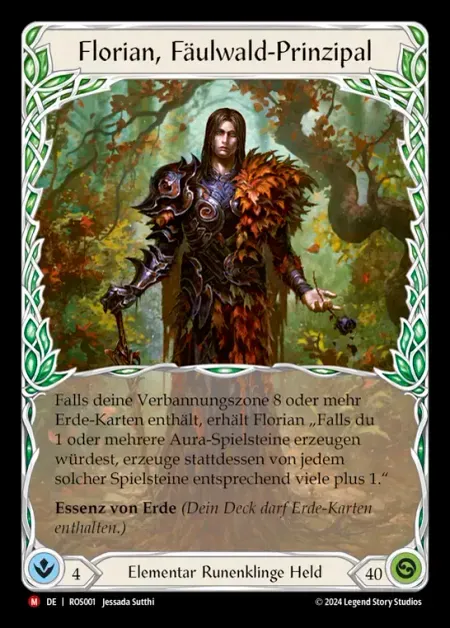 Florian, Fäulwald-Prinzipal
Falls deine Verbannungszone 8 oder mehr
Erde-Karten enthält, erhält Florian „Falls du
1 oder mehrere Aura-Spielsteine erzeugen
würdest, erzeuge stattdessen von jedem
solcher Spielsteine entsprechend viele plus 1.“
Essenz von Erde (Dein Deck darf Erde-Karten
enthalten.)
4 Elementar Runenklinge Held 40
M DE | ROS001 Jessada Sutthi © 2024 Legend Story Studios